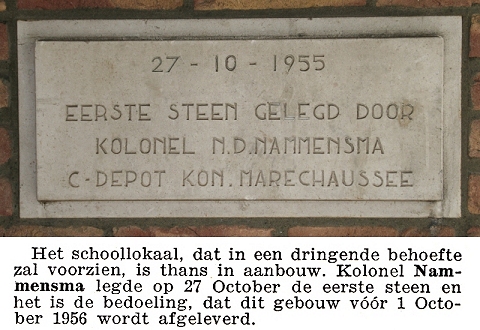 27 - 10 - 1955
EERSTE STEEN GELEGD DOOR
KOLONEL N.D. NAMMENSMA
C-DEPOT KON. MARECHAUSSEE
Het schoollokaal, dat in een dringende behoefte
zal voorzien, is thans in aanbouw. Kolonel Nam-
mensma legde op 27 October de eerste steen en
het is de bedoeling, dat dit gebouw vóór 1 Octo-
ber 1956 wordt afgeleverd.